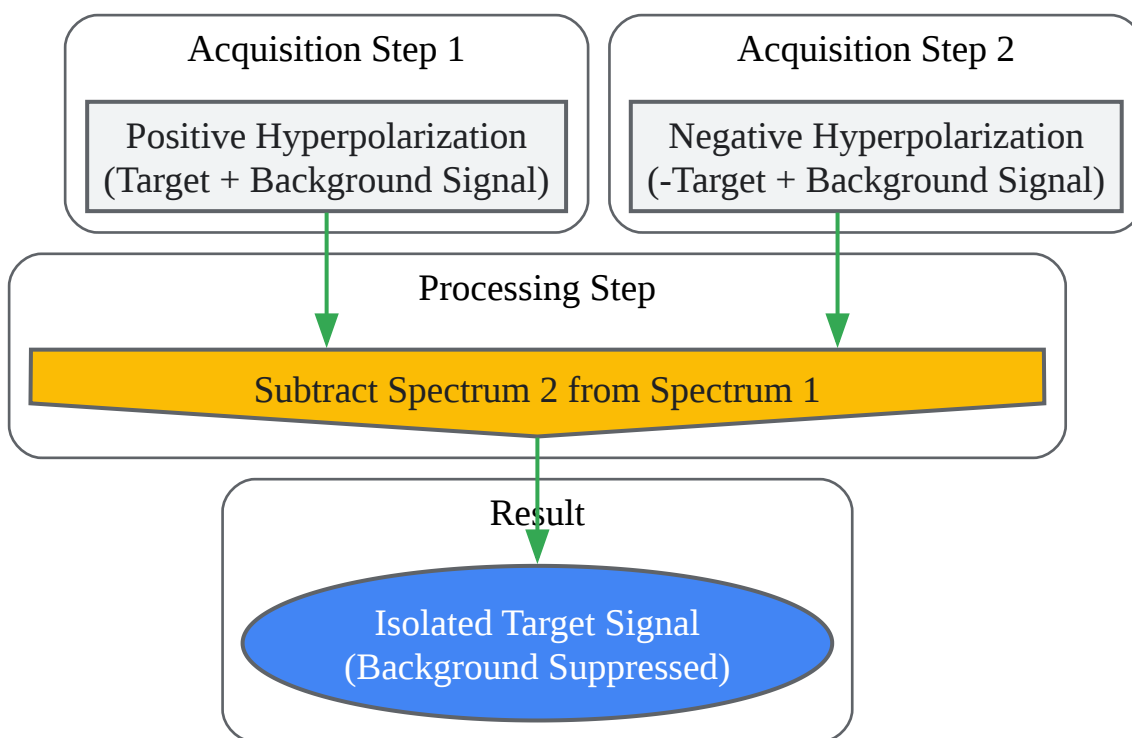 Acquisition Step 1
Positive Hyperpolarization
(Target + Background Signal)
Acquisition Step 2
Negative Hyperpolarization
(-Target + Background Signal)
Processing Step
Subtract Spectrum 2 from Spectrum 1
Result
Isolated Target Signal
(Background Suppressed)